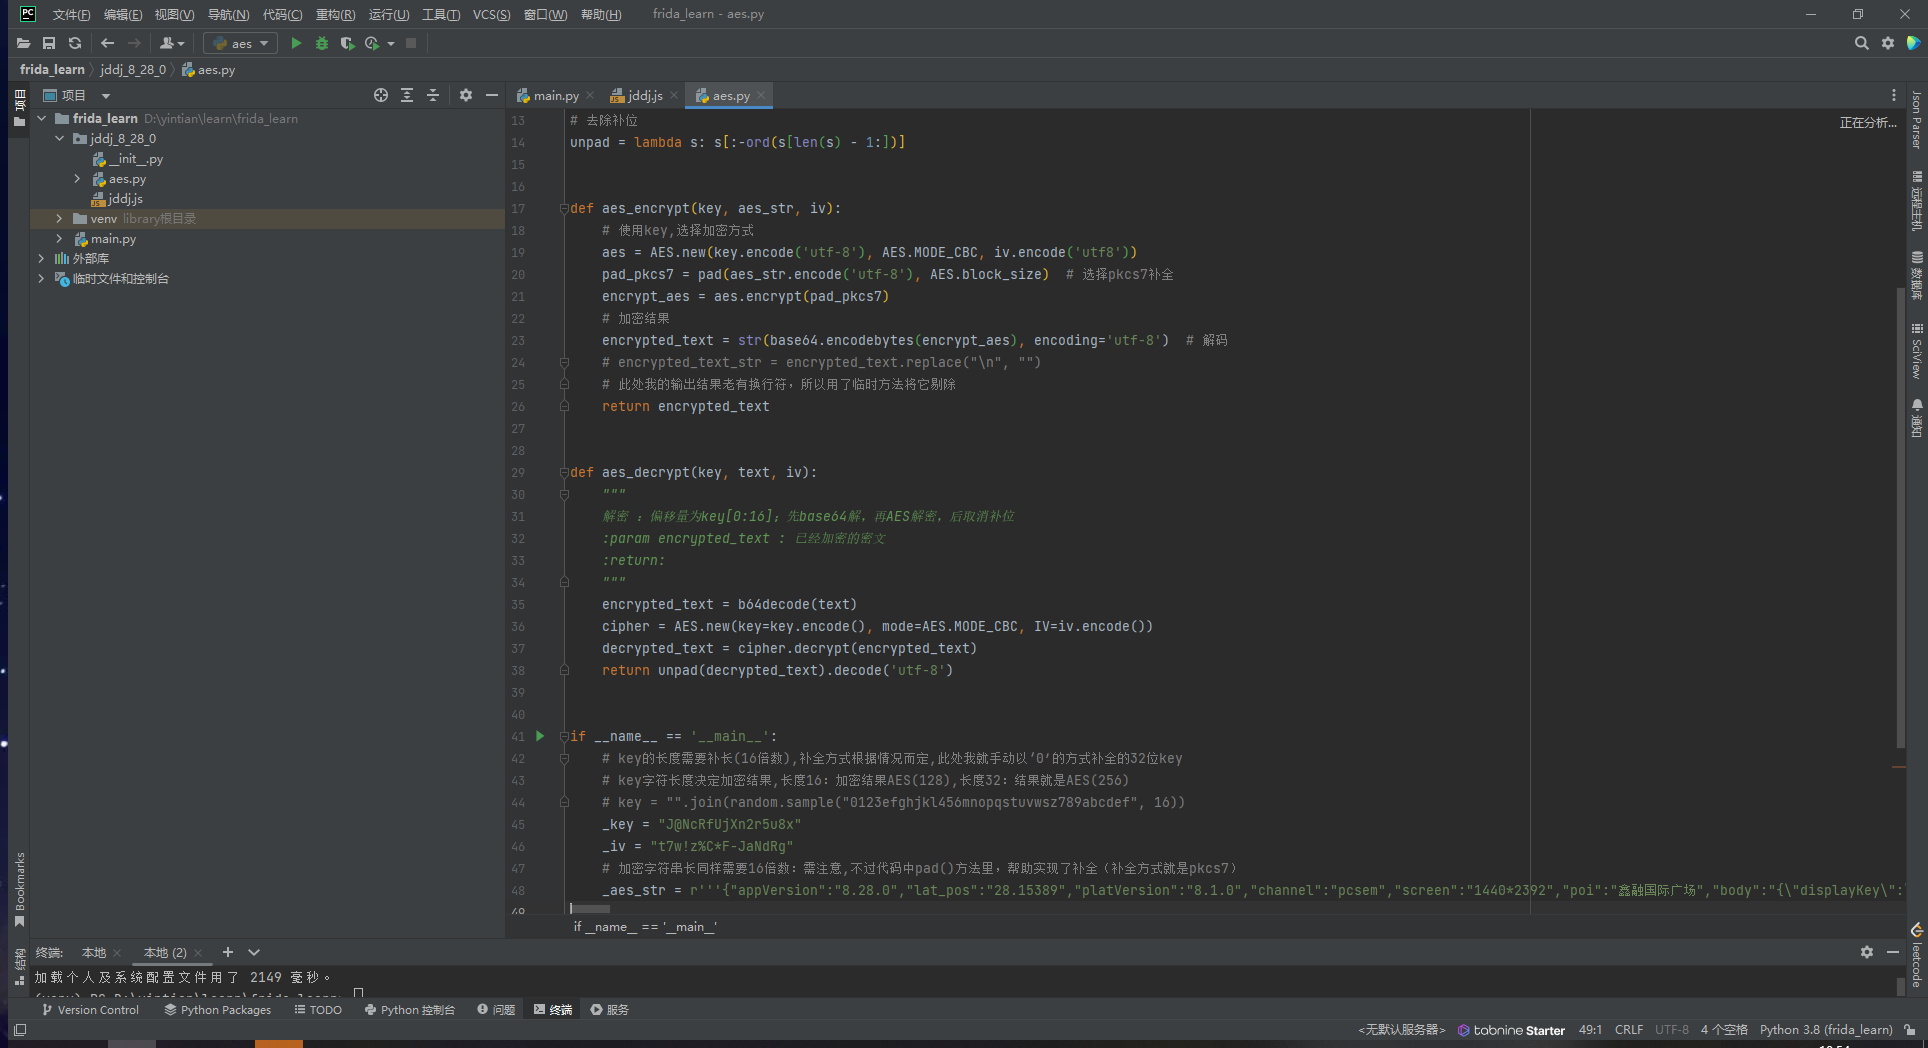 PC 文件(F) 编辑(E) 视图(V) 导航(N) 代码(C) 重构(R) 运行(U) 工具(T) VCS(S) 窗口(W) 帮助(H) frida_learn - aes.py
aes
frida_learn jddj_8_28_0 aes.py
项目
项目
main.py jddj.js aes.py
frida_learn D:\yintian\learn\frida_learn
jddj_8_28_0
__init__.py
aes.py
jddj.js
venv library根目录
main.py
外部库
临时文件和控制台
正在分析...
13 # 去除补位
14 unpad = lambda s: s[:-ord(s[len(s) - 1:])]
15
16
17 def aes_encrypt(key, aes_str, iv):
18 # 使用key,选择加密方式
19 aes = AES.new(key.encode('utf-8'), AES.MODE_CBC, iv.encode('utf8'))
20 pad_pkcs7 = pad(aes_str.encode('utf-8'), AES.block_size) # 选择pkcs7补全
21 encrypt_aes = aes.encrypt(pad_pkcs7)
22 # 加密结果
23 encrypted_text = str(base64.encodebytes(encrypt_aes), encoding='utf-8') # 解码
24 # encrypted_text_str = encrypted_text.replace("\n", "")
25 # 此处我的输出结果老有换行符，所以用了临时方法将它剔除
26 return encrypted_text
27
28
29 def aes_decrypt(key, text, iv):
30 """
31 解密 ：偏移量为key[0:16]；先base64解，再AES解密，后取消补位
32 :param encrypted_text : 已经加密的密文
33 :return:
34 """
35 encrypted_text = b64decode(text)
36 cipher = AES.new(key=key.encode(), mode=AES.MODE_CBC, IV=iv.encode())
37 decrypted_text = cipher.decrypt(encrypted_text)
38 return unpad(decrypted_text).decode('utf-8')
39
40
41 if __name__ == '__main__':
42 # key的长度需要补长(16倍数),补全方式根据情况而定,此处我就手动以‘0’的方式补全的32位key
43 # key字符长度决定加密结果,长度16：加密结果AES(128),长度32：结果就是AES(256)
44 # key = "".join(random.sample("0123efghjkl456mnopqstuvwsz789abcdef", 16))
45 _key = "J@NcRfUjXn2r5u8x"
46 _iv = "t7w!z%C*F-JaNdRg"
47 # 加密字符串长同样需要16倍数：需注意,不过代码中pad()方法里，帮助实现了补全（补全方式就是pkcs7）
48 _aes_str = r'''{"appVersion":"8.28.0","lat_pos":"28.15389","platVersion":"8.1.0","channel":"pcsem","screen":"1440*2392","poi":"鑫融国际广场","body":"{\"displayKey\":
49
if __name__ == '__main__'
Json Parser
远程主机
数据库
SciView
通知
leetcode
Bookmarks
结构
终端: 本地 本地 (2)
加载个人及系统配置文件用了 2149 毫秒。
(venv) PS D:\yintian\learn\frida_learn>
Version Control Python Packages TODO Python 控制台 问题 终端 服务
<无默认服务器> tabnine Starter 49:1 CRLF UTF-8 4 个空格 Python 3.8 (frida_learn)